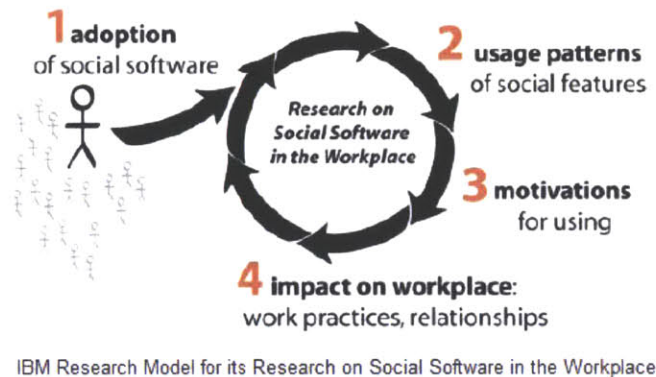 1 adoption
of social software
2 usage patterns
of social features
Research on
Social Software
in the Workplace
3 motivations
for using
4 impact on workplace:
work practices, relationships
IBM Research Model for its Research on Social Software in the Workplace